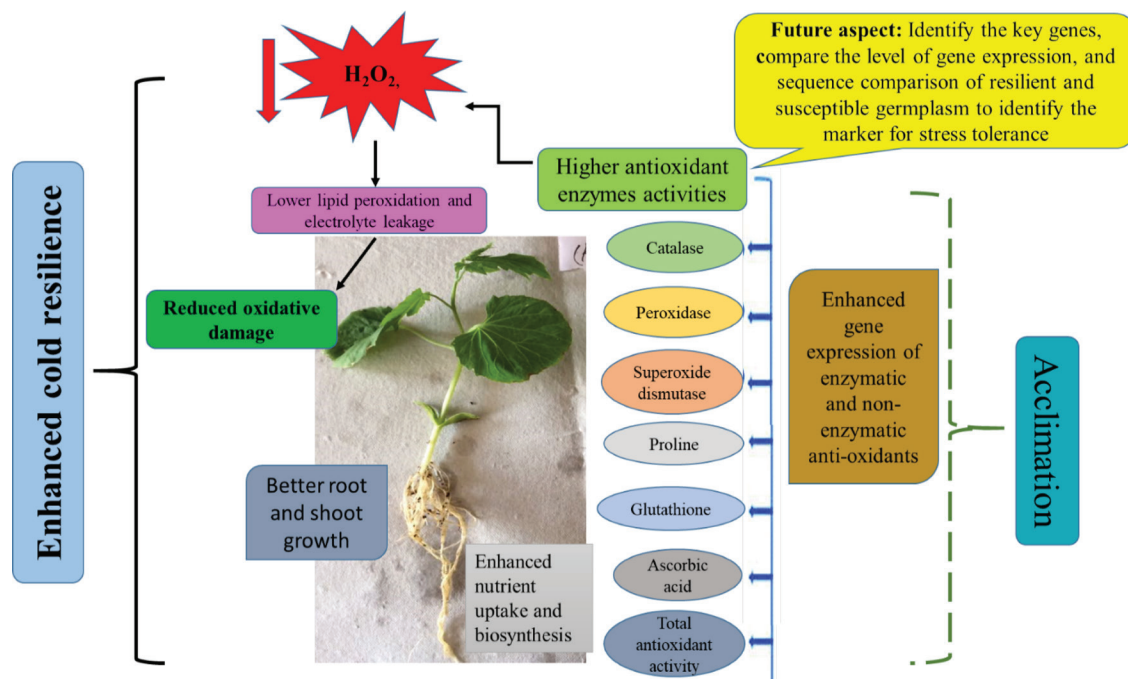 Enhanced cold resilience
H₂O₂,
Future aspect: Identify the key genes,
compare the level of gene expression, and
sequence comparison of resilient and
susceptible germplasm to identify the
marker for stress tolerance
Higher antioxidant
enzymes activities
Lower lipid peroxidation and
electrolyte leakage
Reduced oxidative
damage
Better root
and shoot
growth
Enhanced
nutrient
uptake and
biosynthesis
Catalase
Peroxidase
Superoxide
dismutase
Proline
Glutathione
Ascorbic
acid
Total
antioxidant
activity
Enhanced
gene
expression of
enzymatic
and non-
enzymatic
anti-oxidants
Acclimation